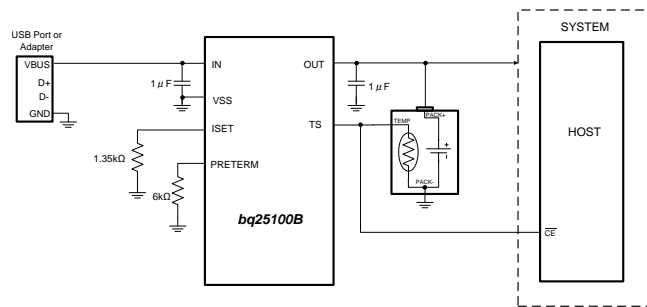 USB Port or
Adapter
VBUS
D+
D-
GND
1 μF
IN
VSS
ISET
PRETERM
1.35kΩ
6kΩ
bq25100B
OUT
TS
1 μF
TEMP
PACK+
+
-
PACK-
SYSTEM
HOST
CE